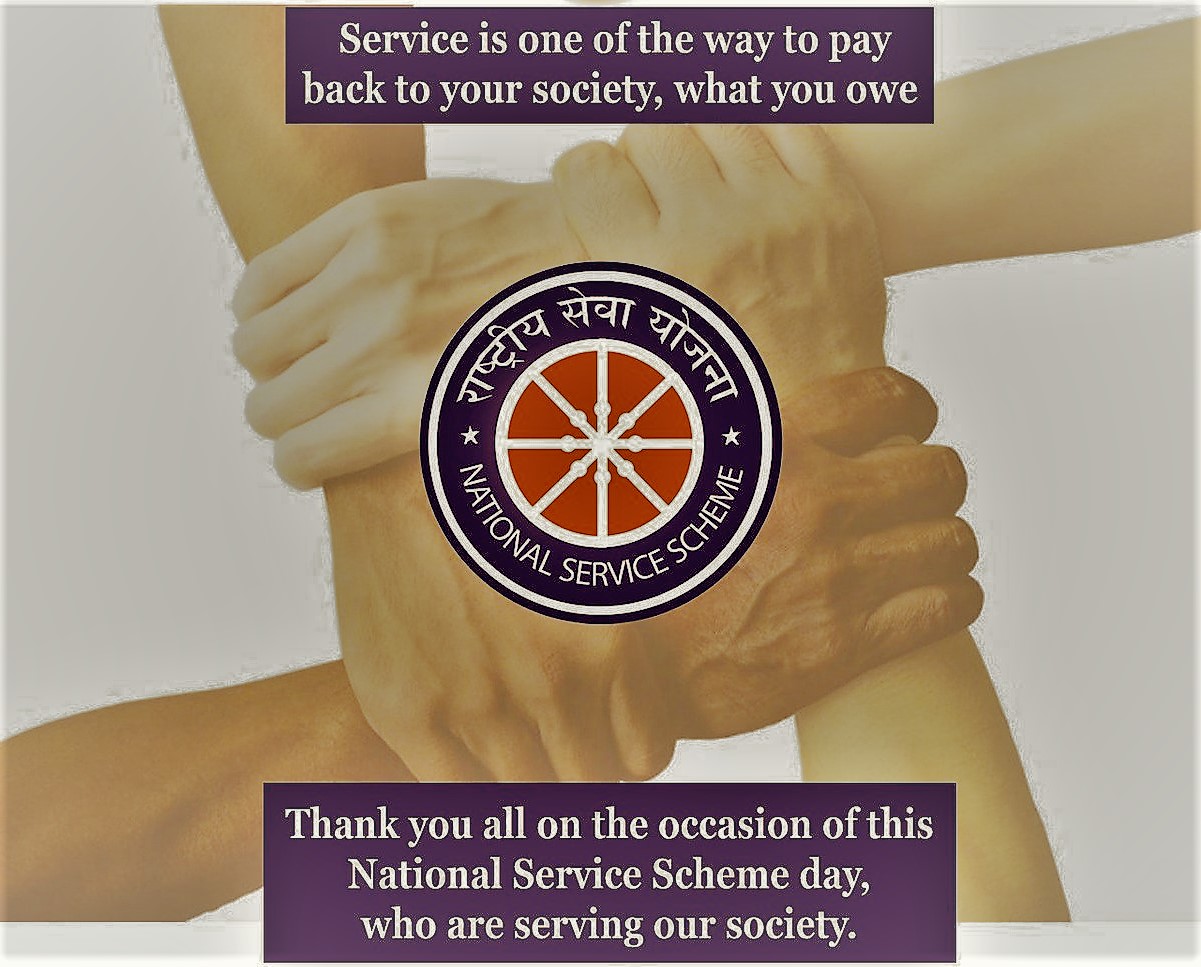 Service is one of the way to pay
back to your society, what you owe
राष्ट्रीय सेवा योजना
NATIONAL SERVICE SCHEME
Thank you all on the occasion of this
National Service Scheme day,
who are serving our society.